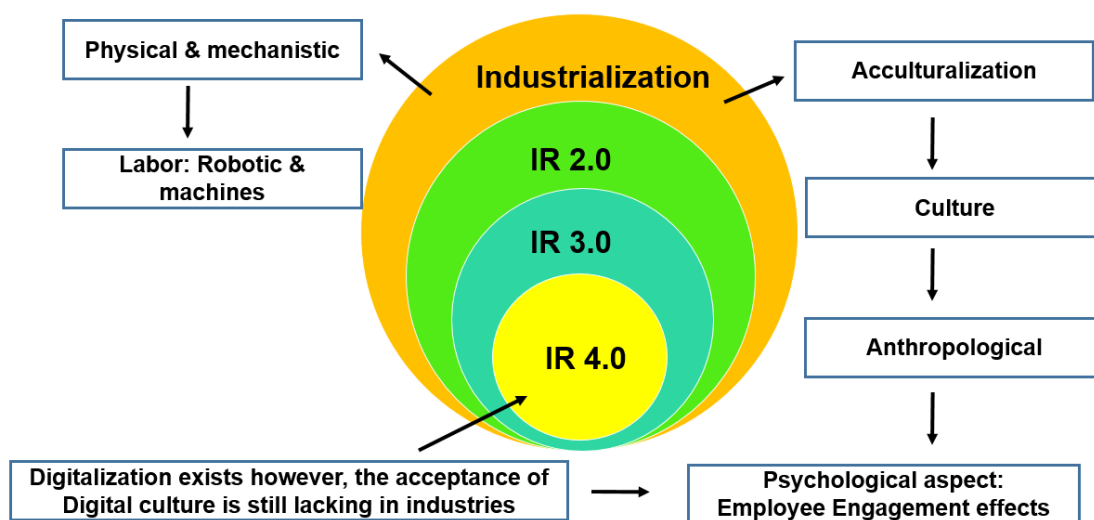 Physical & mechanistic
Labor: Robotic &
machines
Industrialization
IR 2.0
IR 3.0
IR 4.0
Acculturalization
Culture
Anthropological
Digitalization exists however, the acceptance of
Digital culture is still lacking in industries
Psychological aspect:
Employee Engagement effects